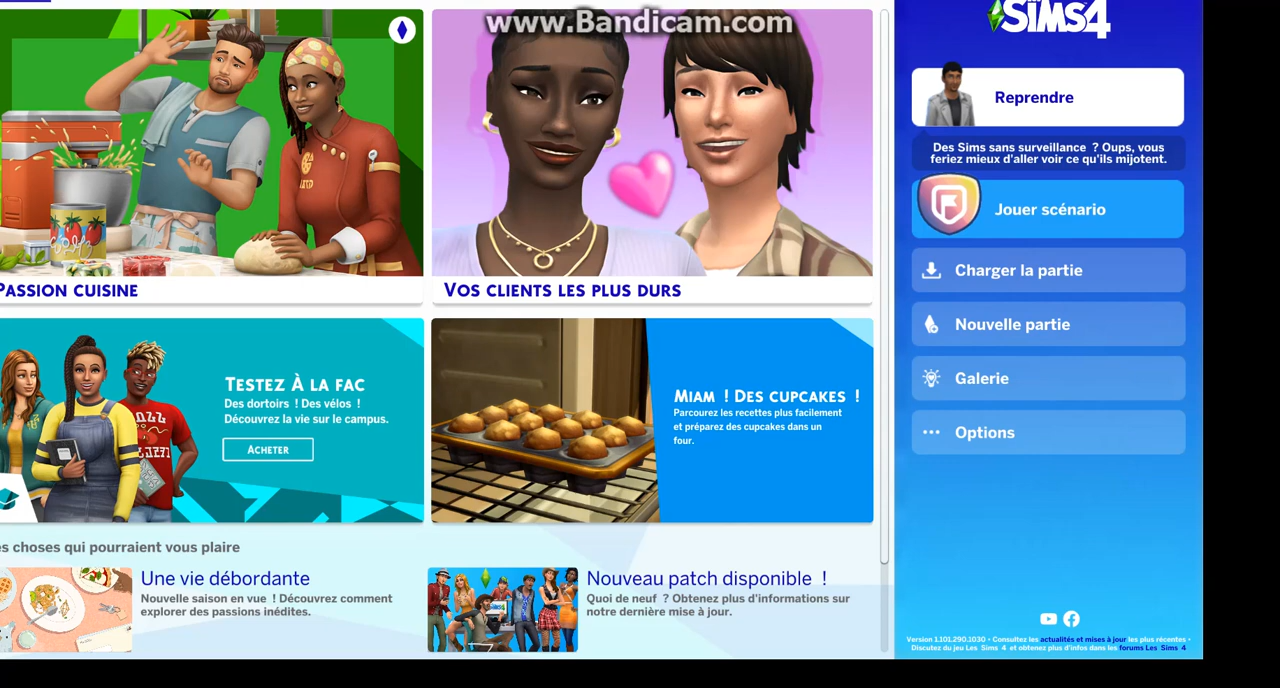 www.Bandicam.com
PASSION CUISINE
VOS CLIENTS LES PLUS DURS
TESTEZ À LA FAC
Des dortoirs ! Des vélos !
Découvrez la vie sur le campus.
ACHETER
MIAM ! DES CUPCAKES !
Parcourez les recettes plus facilement
et préparez des cupcakes dans un
four.
es choses qui pourraient vous plaire
Une vie débordante
Nouvelle saison en vue ! Découvrez comment
explorer des passions inédites.
Nouveau patch disponible !
Quoi de neuf ? Obtenez plus d'informations sur
notre dernière mise à jour.
SIMS4
Reprendre
Des Sims sans surveillance ? Oups, vous
feriez mieux d'aller voir ce qu'ils mijotent.
Jouer scénario
Charger la partie
Nouvelle partie
Galerie
Options
Version 1.101.290.1030 • Consultez les actualités et mises à jour les plus récentes •
Discutez du jeu Les Sims 4 et obtenez plus d'infos dans les forums Les Sims 4